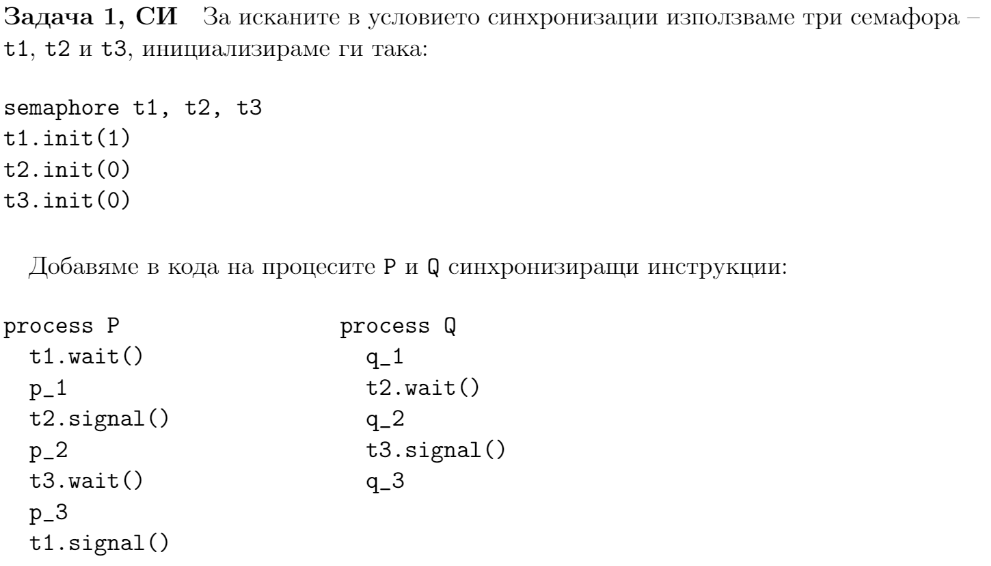 Задача 1, СИ За исканите в условието синхронизации използваме три семафора –
t1, t2 и t3, инициализираме ги така:
semaphore t1, t2, t3
t1.init(1)
t2.init(0)
t3.init(0)
Добавяме в кода на процесите P и Q синхронизиращи инструкции:
process P process Q
t1.wait() q_1
p_1 t2.wait()
t2.signal() q_2
p_2 t3.signal()
t3.wait() q_3
p_3
t1.signal()